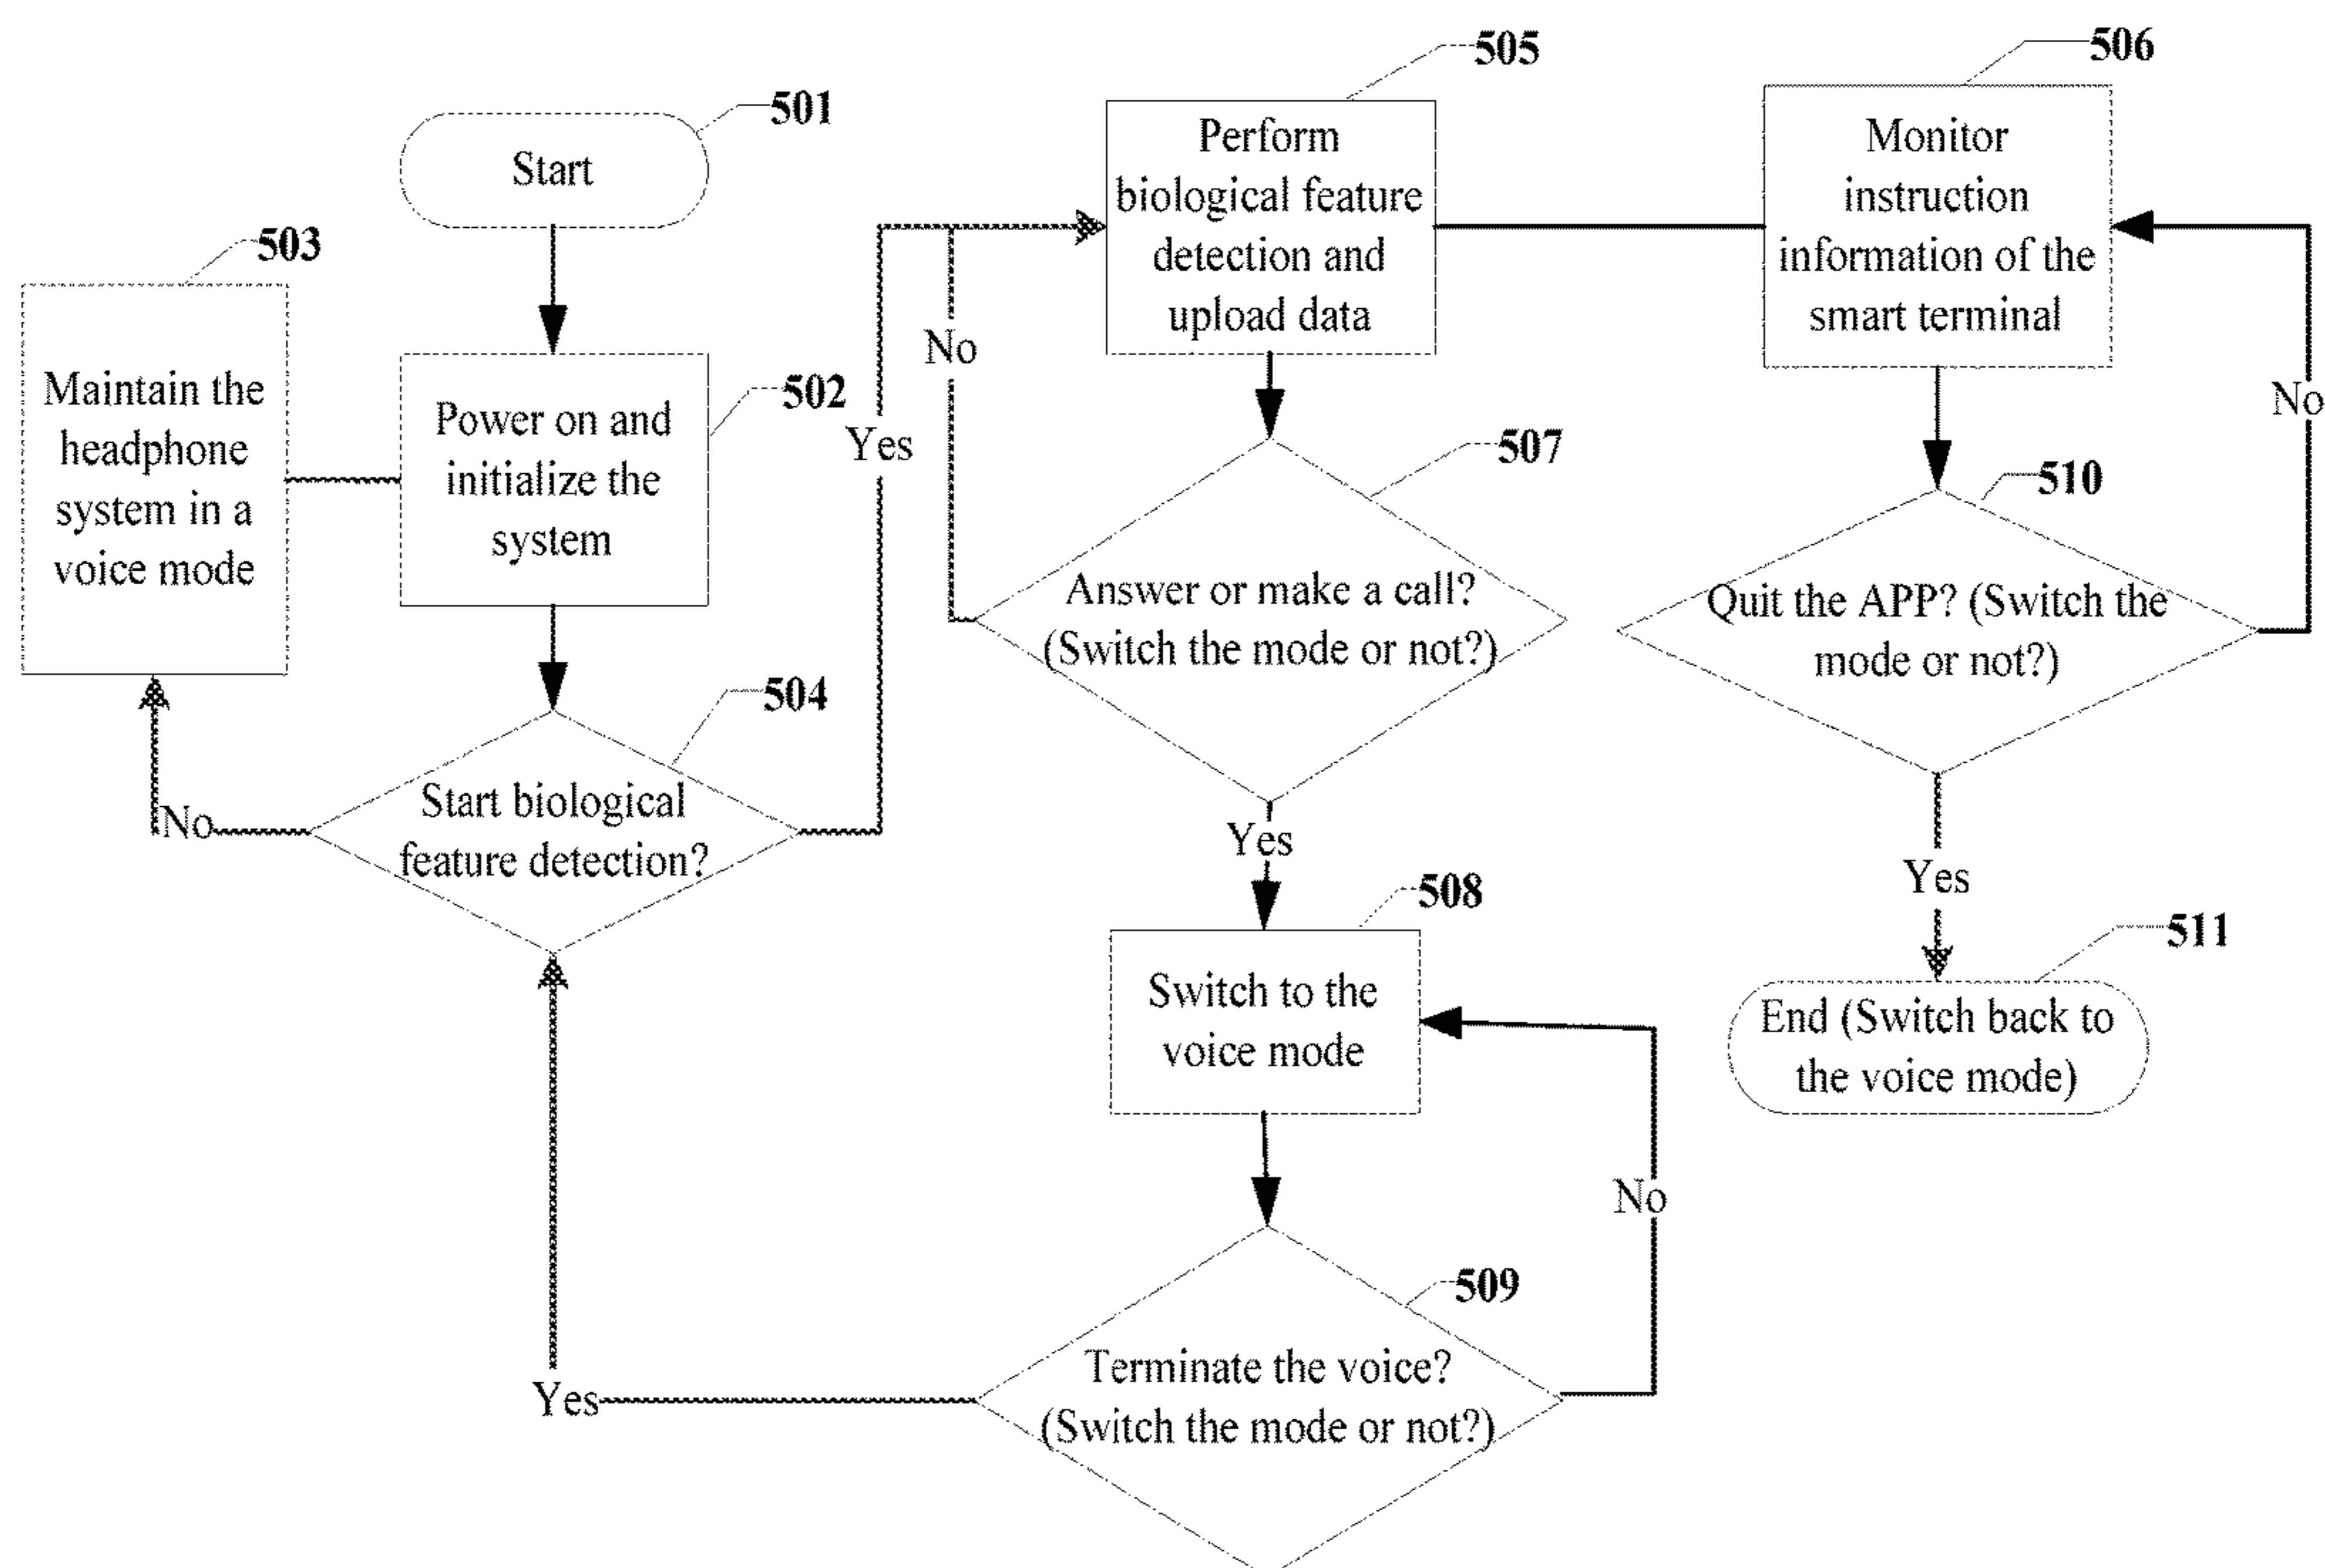 501
Start
503
Maintain the
headphone
system in a
voice mode
502
Power on and
initialize the
system
504
Start biological
feature detection?
No
Yes
505
Perform
biological feature
detection and
upload data
No
506
Monitor
instruction
information of the
smart terminal
No
507
Answer or make a call?
(Switch the mode or not?)
Yes
510
Quit the APP? (Switch the
mode or not?)
Yes
508
Switch to the
voice mode
511
End (Switch back to
the voice mode)
No
509
Terminate the voice?
(Switch the mode or not?)
Yes